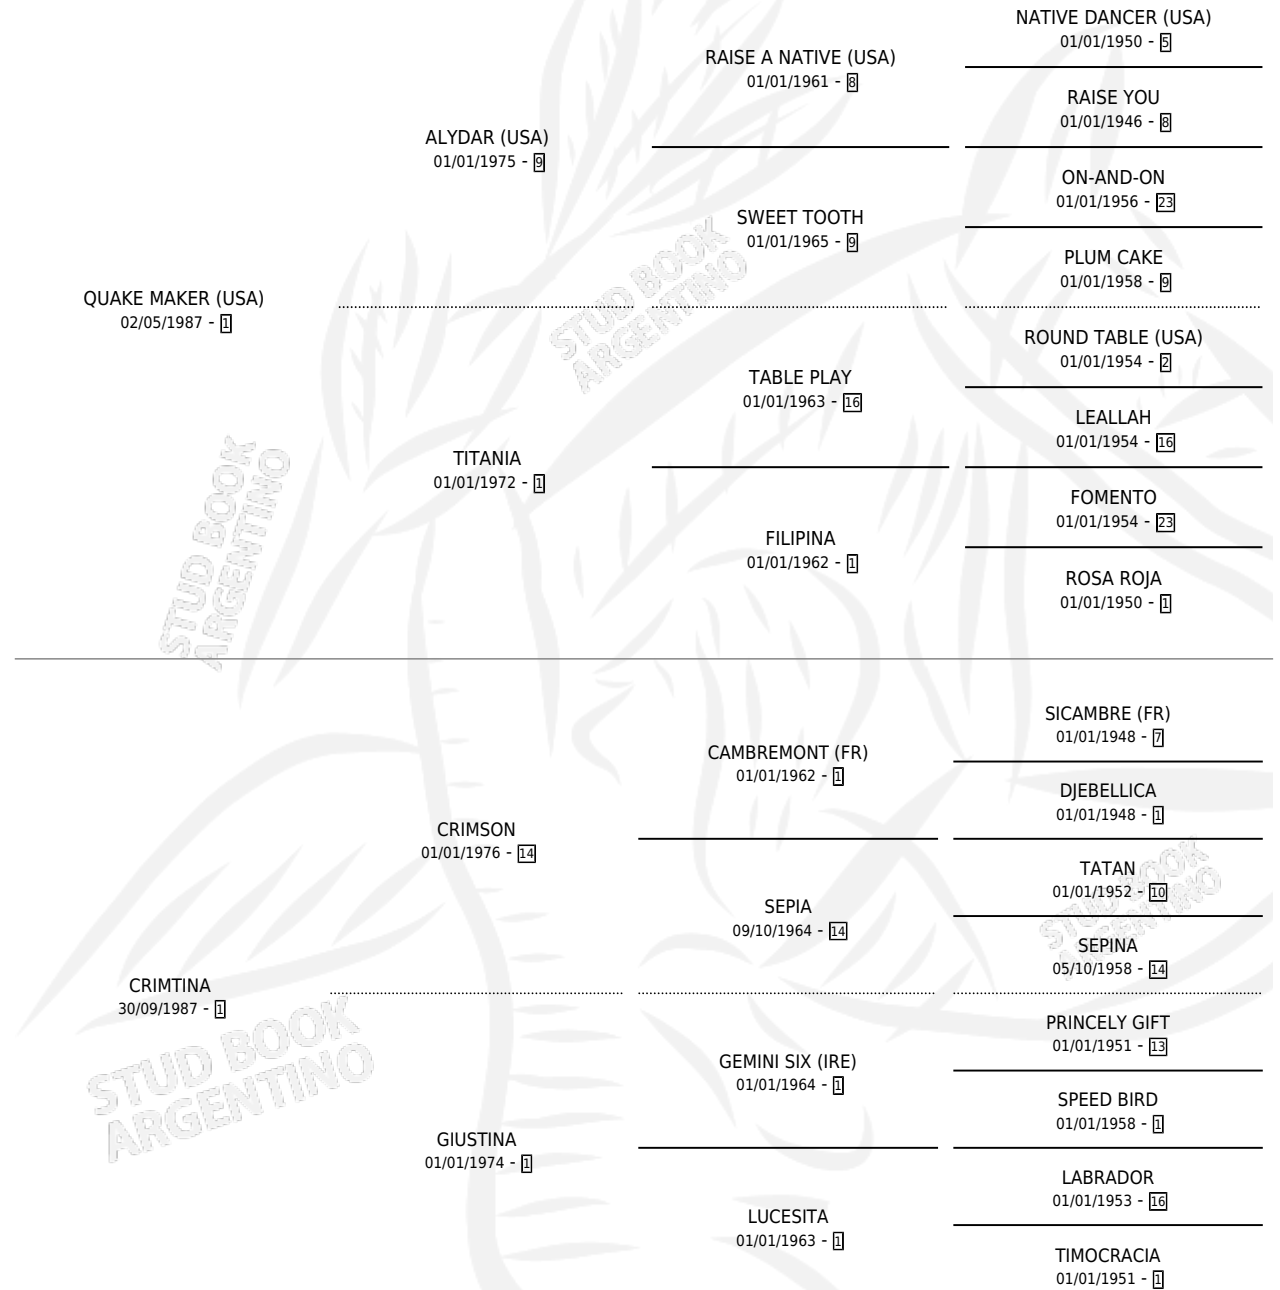 NATIVE DANCER (USA)
01/01/1950 - 5
RAISE A NATIVE (USA)
01/01/1961 - 8
RAISE YOU
01/01/1946 - 8
ALYDAR (USA)
01/01/1975 - 9
ON-AND-ON
01/01/1956 - 23
SWEET TOOTH
01/01/1965 - 9
PLUM CAKE
01/01/1958 - 9
QUAKE MAKER (USA)
02/05/1987 - 1
ROUND TABLE (USA)
01/01/1954 - 2
TABLE PLAY
01/01/1963 - 16
LEALLAH
01/01/1954 - 16
TITANIA
01/01/1972 - 1
FOMENTO
01/01/1954 - 23
FILIPINA
01/01/1962 - 1
ROSA ROJA
01/01/1950 - 1
STUD BOOK
ARGENTINO
STUD BOOK
ARGENTINO
SICAMBRE (FR)
01/01/1948 - 7
CAMBREMONT (FR)
01/01/1962 - 1
DJEBELLICA
01/01/1948 - 1
CRIMSON
01/01/1976 - 14
TATAN
01/01/1952 - 10
SEPIA
09/10/1964 - 14
SEPINA
05/10/1958 - 14
CRIMTINA
30/09/1987 - 1
PRINCELY GIFT
01/01/1951 - 13
GEMINI SIX (IRE)
01/01/1964 - 1
SPEED BIRD
01/01/1958 - 1
GIUSTINA
01/01/1974 - 1
LABRADOR
01/01/1953 - 16
LUCESITA
01/01/1963 - 1
TIMOCRACIA
01/01/1951 - 1
STUD BOOK
ARGENTINO
STUD BOOK
ARGENTINO